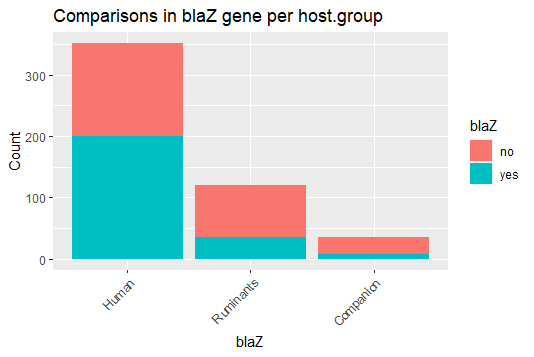 Comparisons in blaZ gene per host.group
Count
300
200
100
0
Human
Ruminants
Companion
blaZ
blaZ
no
yes